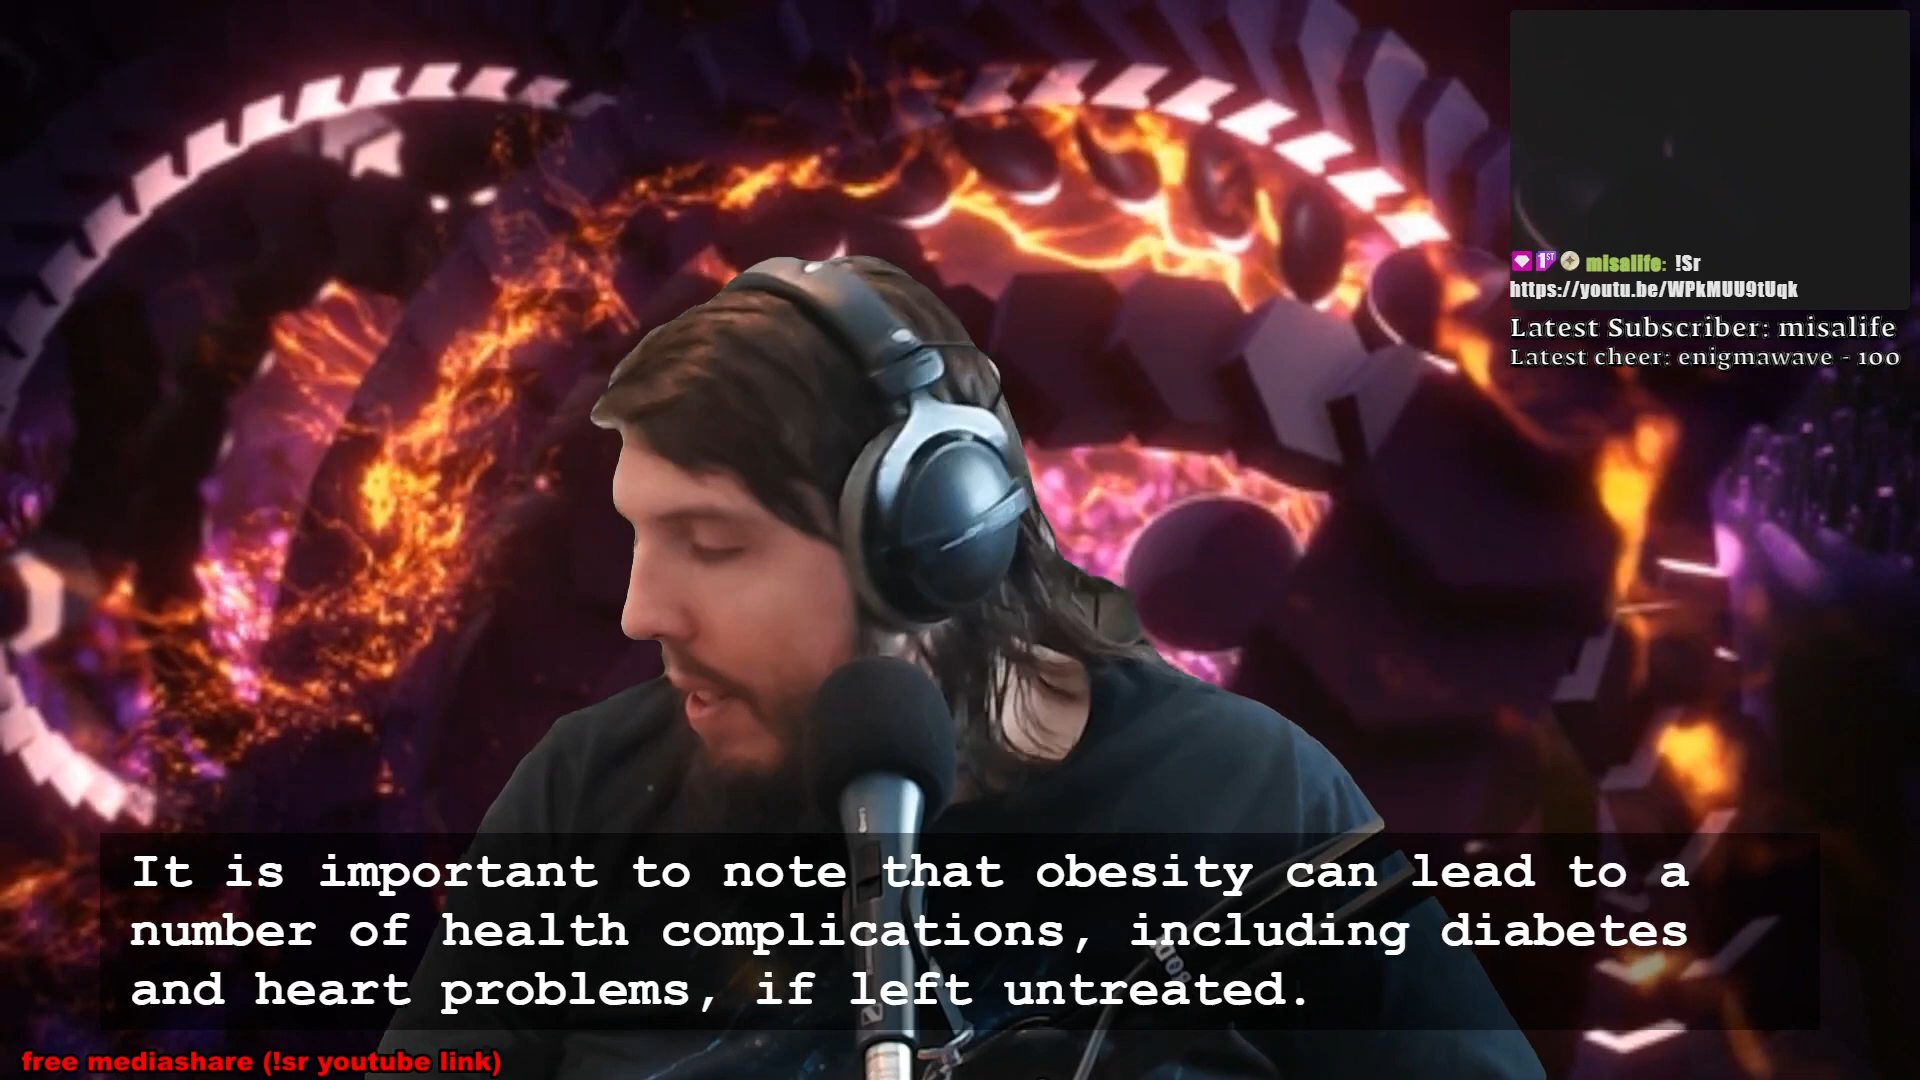 misalife: !Sr
https://youtu.be/WPkMUU9tUqk
Latest Subscriber: misalife
Latest cheer: enigmawave - 100
It is important to note that obesity can lead to a
number of health complications, including diabetes
and heart problems, if left untreated.
free mediashare (!sr youtube link)